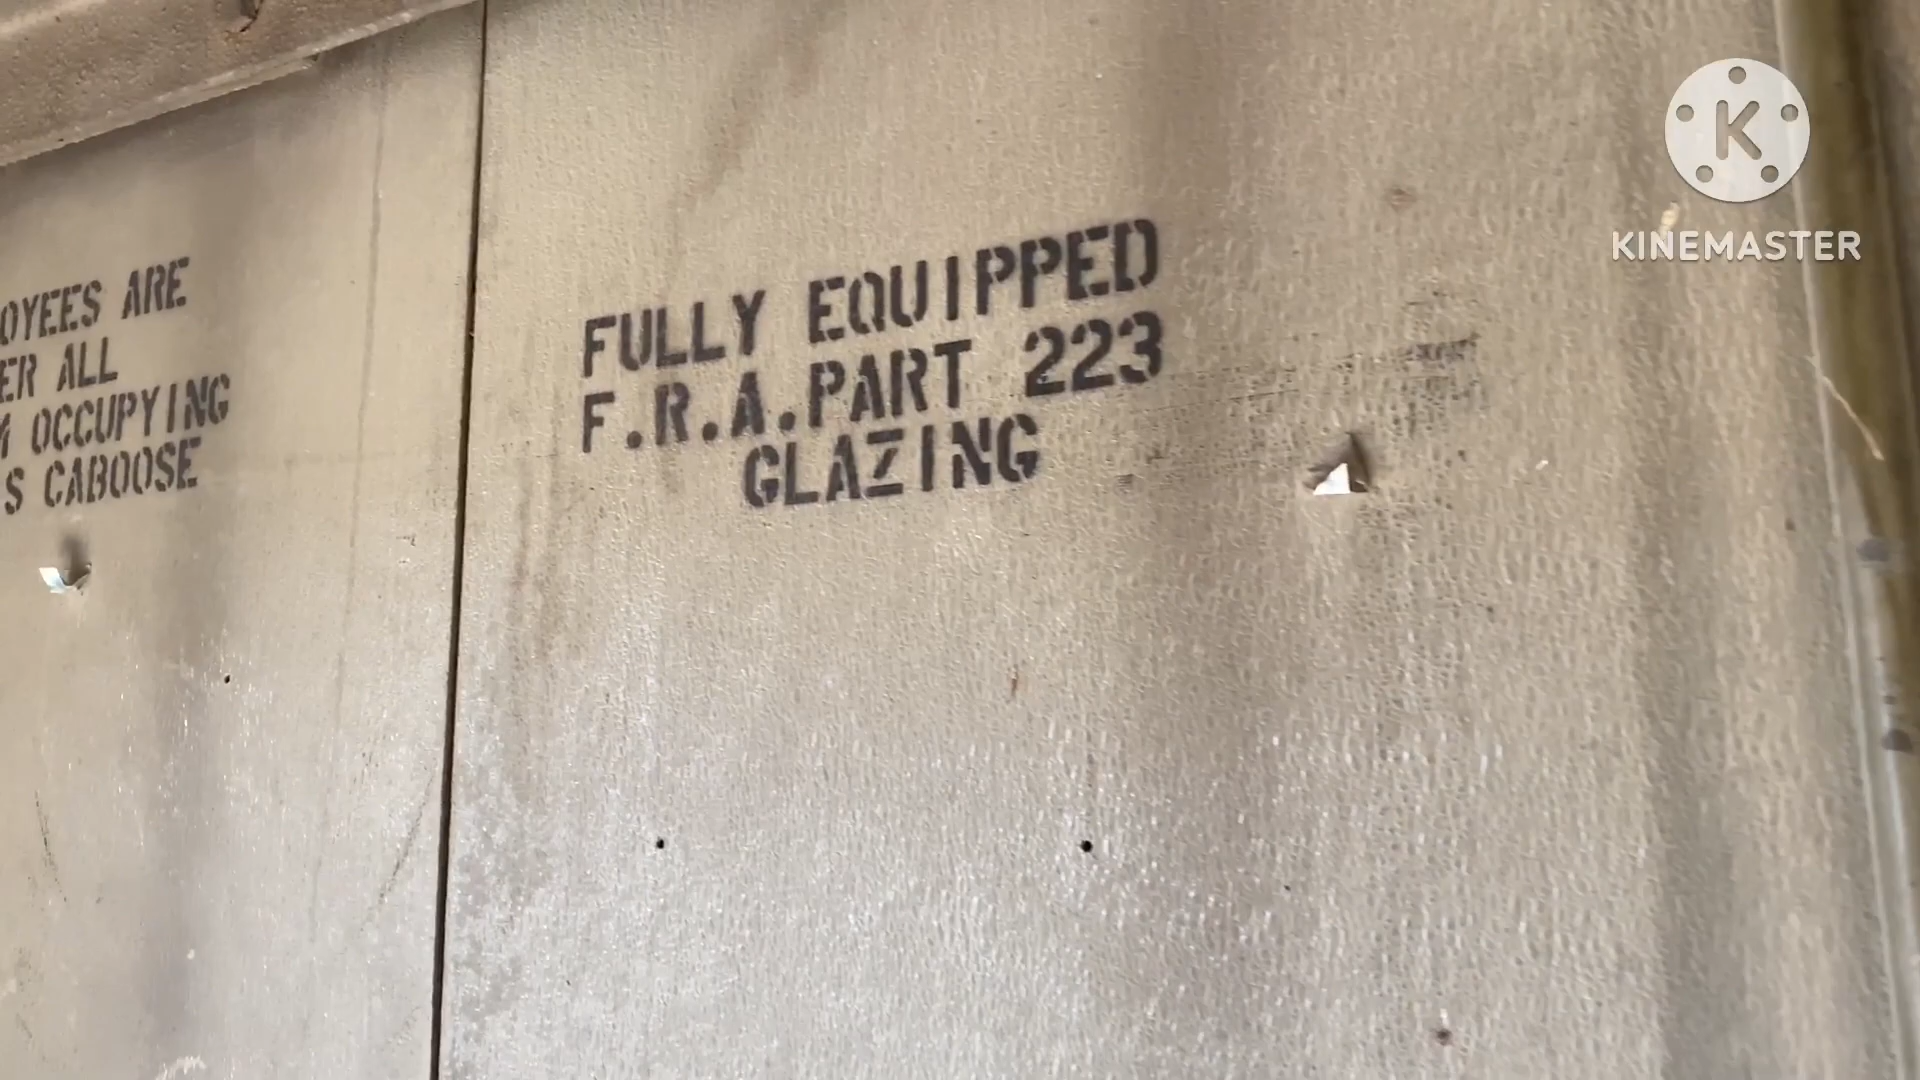 OYEES ARE
ER ALL
OCCUPYING
S CABOOSE
FULLY EQUIPPED
F.R.A.PART 223
GLAZING
K
KINEMASTER